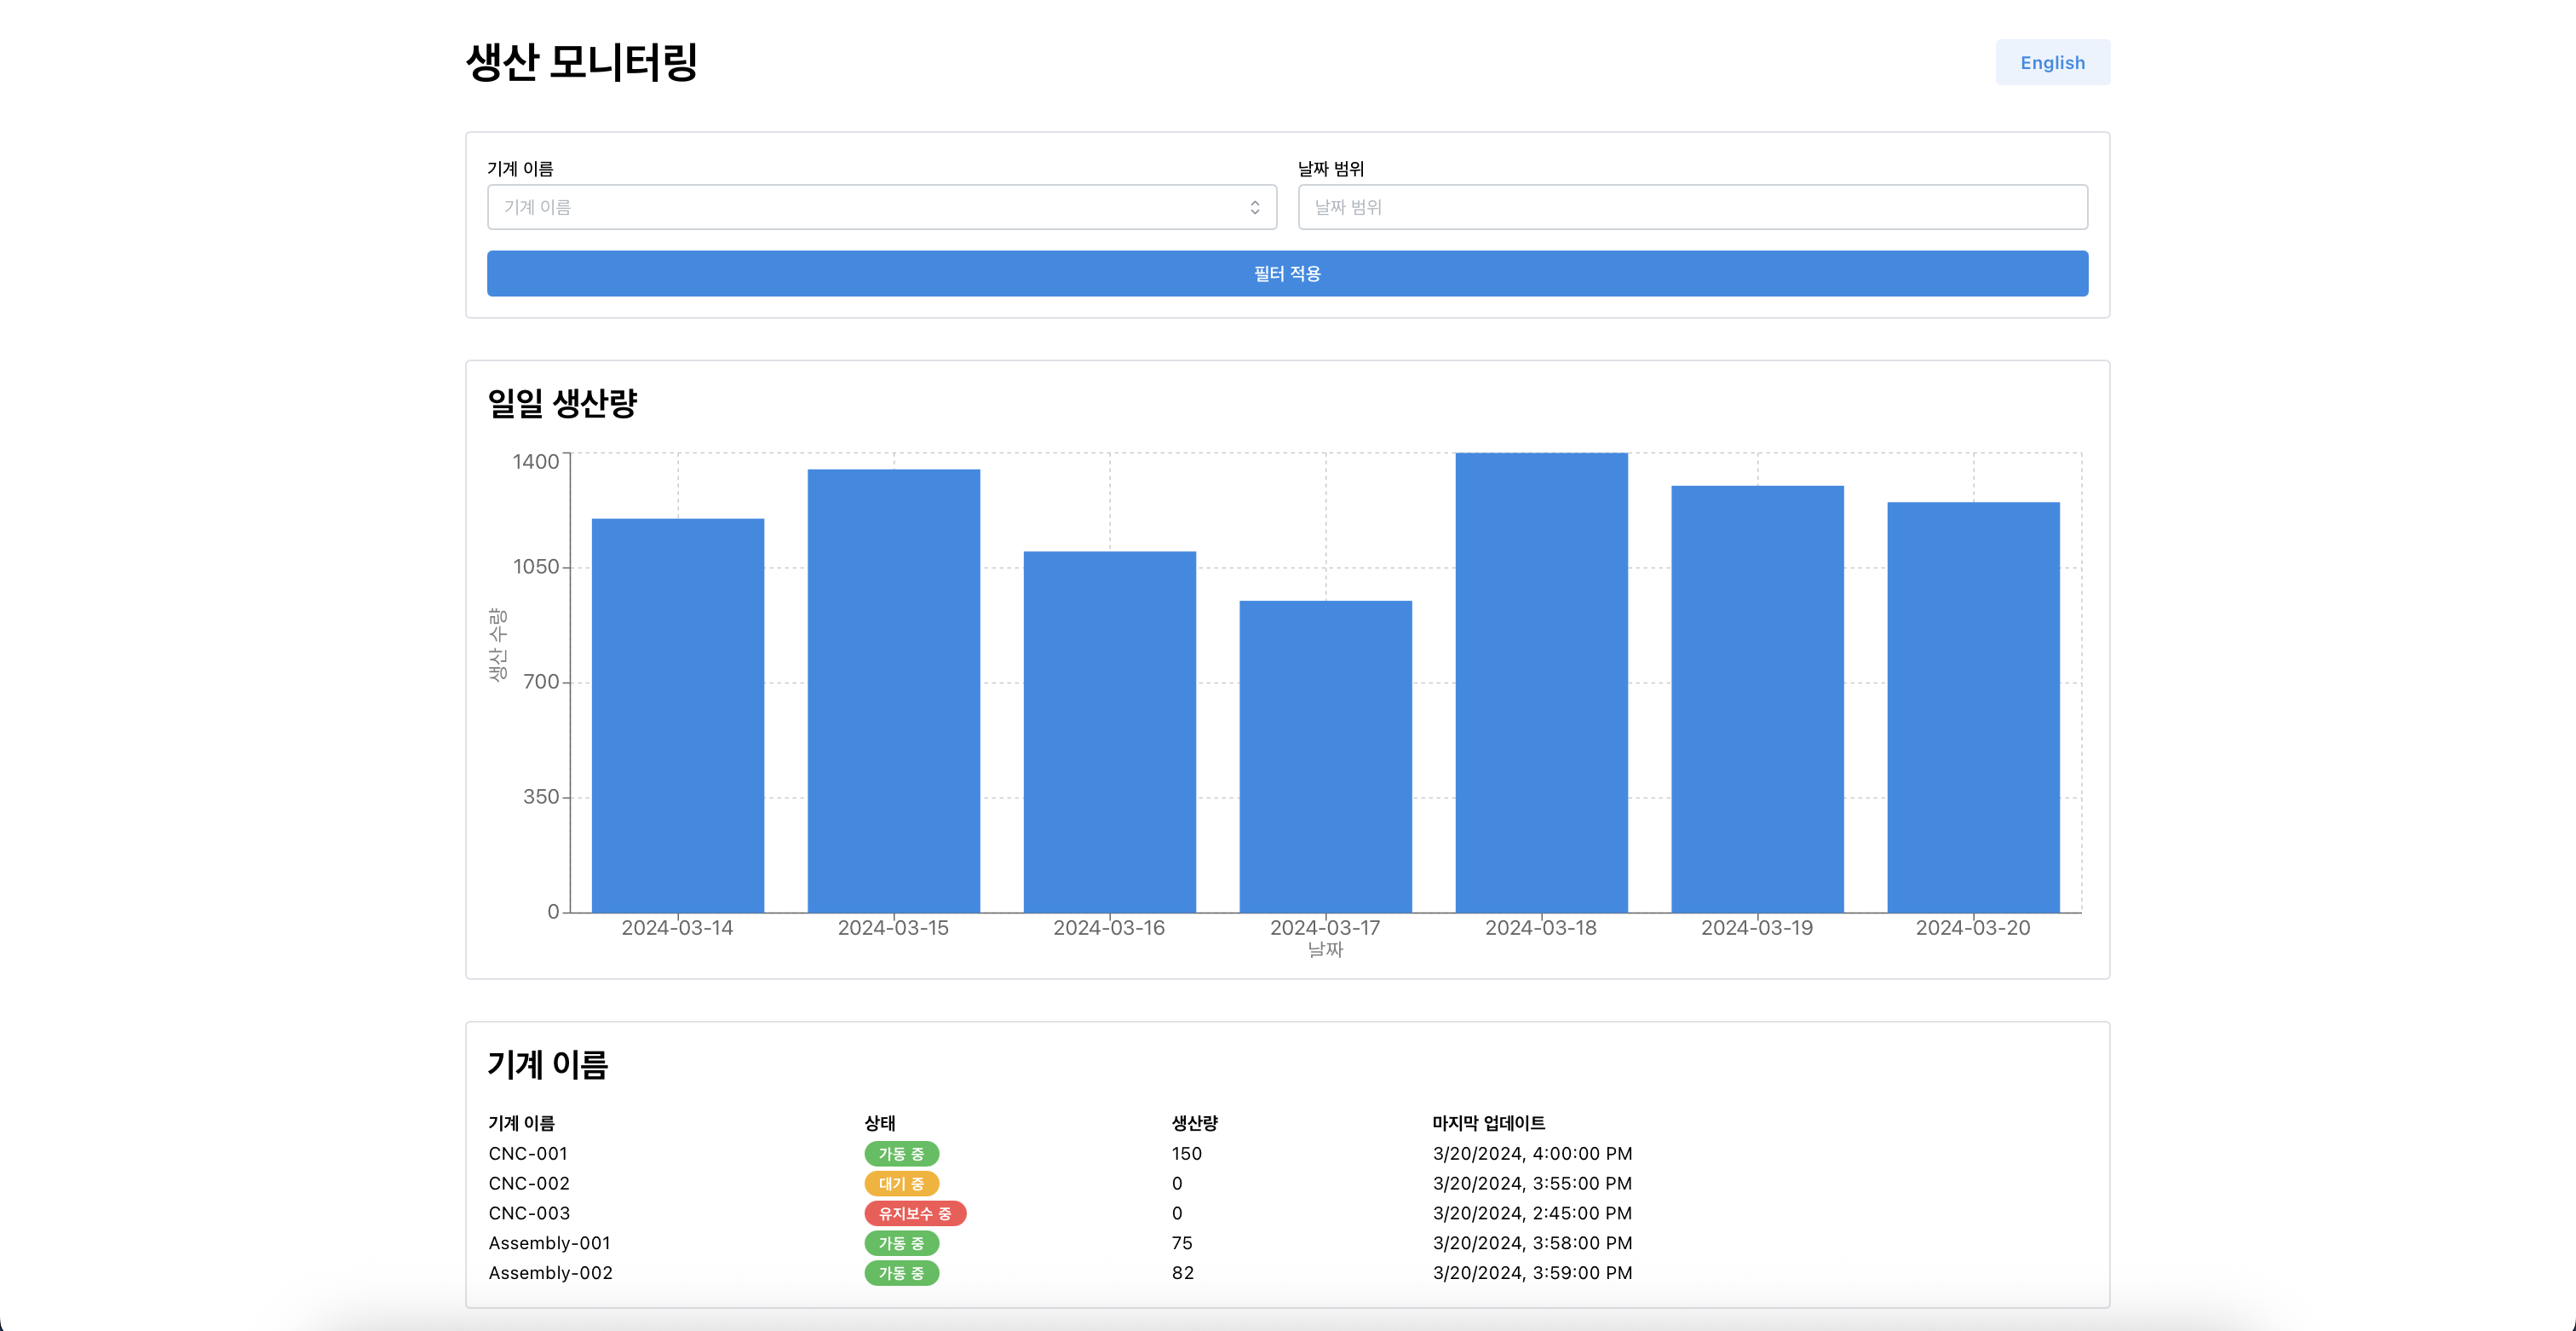 생산 모니터링
English
기계 이름
날짜 범위
기계 이름
날짜 범위
필터 적용
일일 생산량
1400
1050
700
350
0
생산 수량
2024-03-14 2024-03-15 2024-03-16 2024-03-17 2024-03-18 2024-03-19 2024-03-20
날짜
기계 이름
기계 이름 상태 생산량 마지막 업데이트
CNC-001 가동 중 150 3/20/2024, 4:00:00 PM
CNC-002 대기 중 0 3/20/2024, 3:55:00 PM
CNC-003 유지보수 중 0 3/20/2024, 2:45:00 PM
Assembly-001 가동 중 75 3/20/2024, 3:58:00 PM
Assembly-002 가동 중 82 3/20/2024, 3:59:00 PM